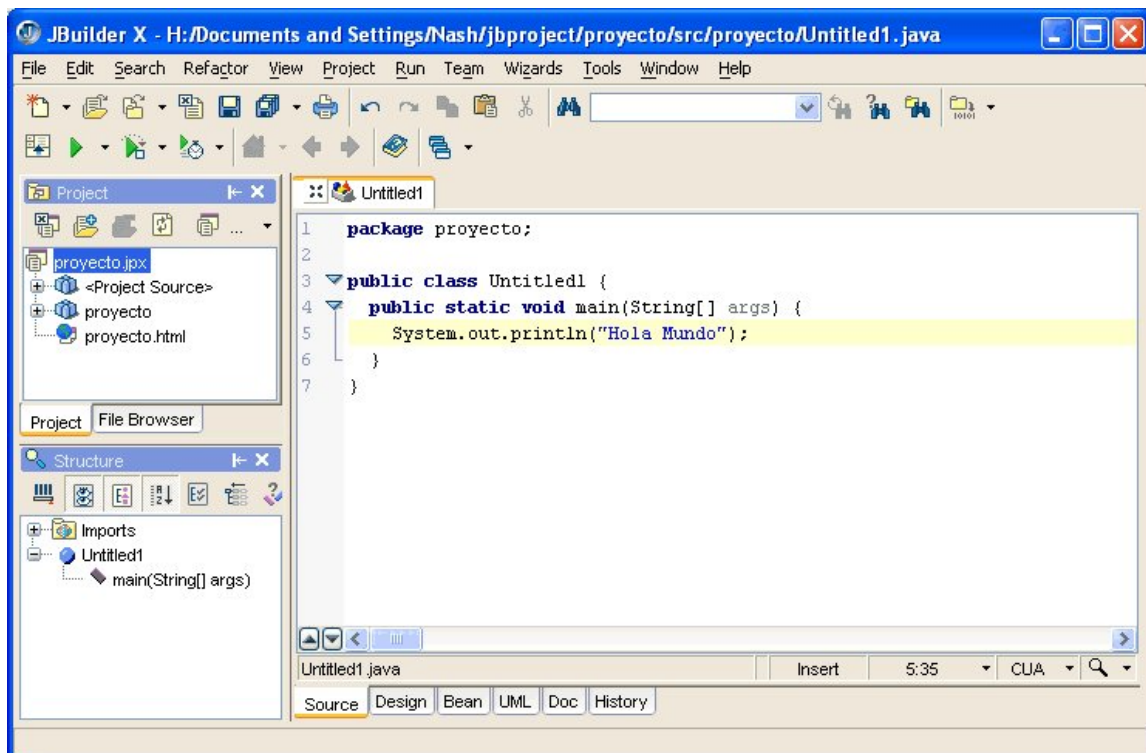 JBuilder X - H:/Documents and Settings/Nash/jbproject/proyecto/src/proyecto/Untitled1.java
File Edit Search Refactor View Project Run Team Wizards Tools Window Help
Project
...
proyecto.jpx
<Project Source>
proyecto
proyecto.html
Project File Browser
Structure
Imports
Untitled1
main(String[] args)
Untitled1
1 package proyecto;
2
3 public class Untitled1 {
4 public static void main(String[] args) {
5 System.out.println("Hola Mundo");
6 }
7 }
Untitled1.java Insert 5:35 CUA
Source Design Bean UML Doc History